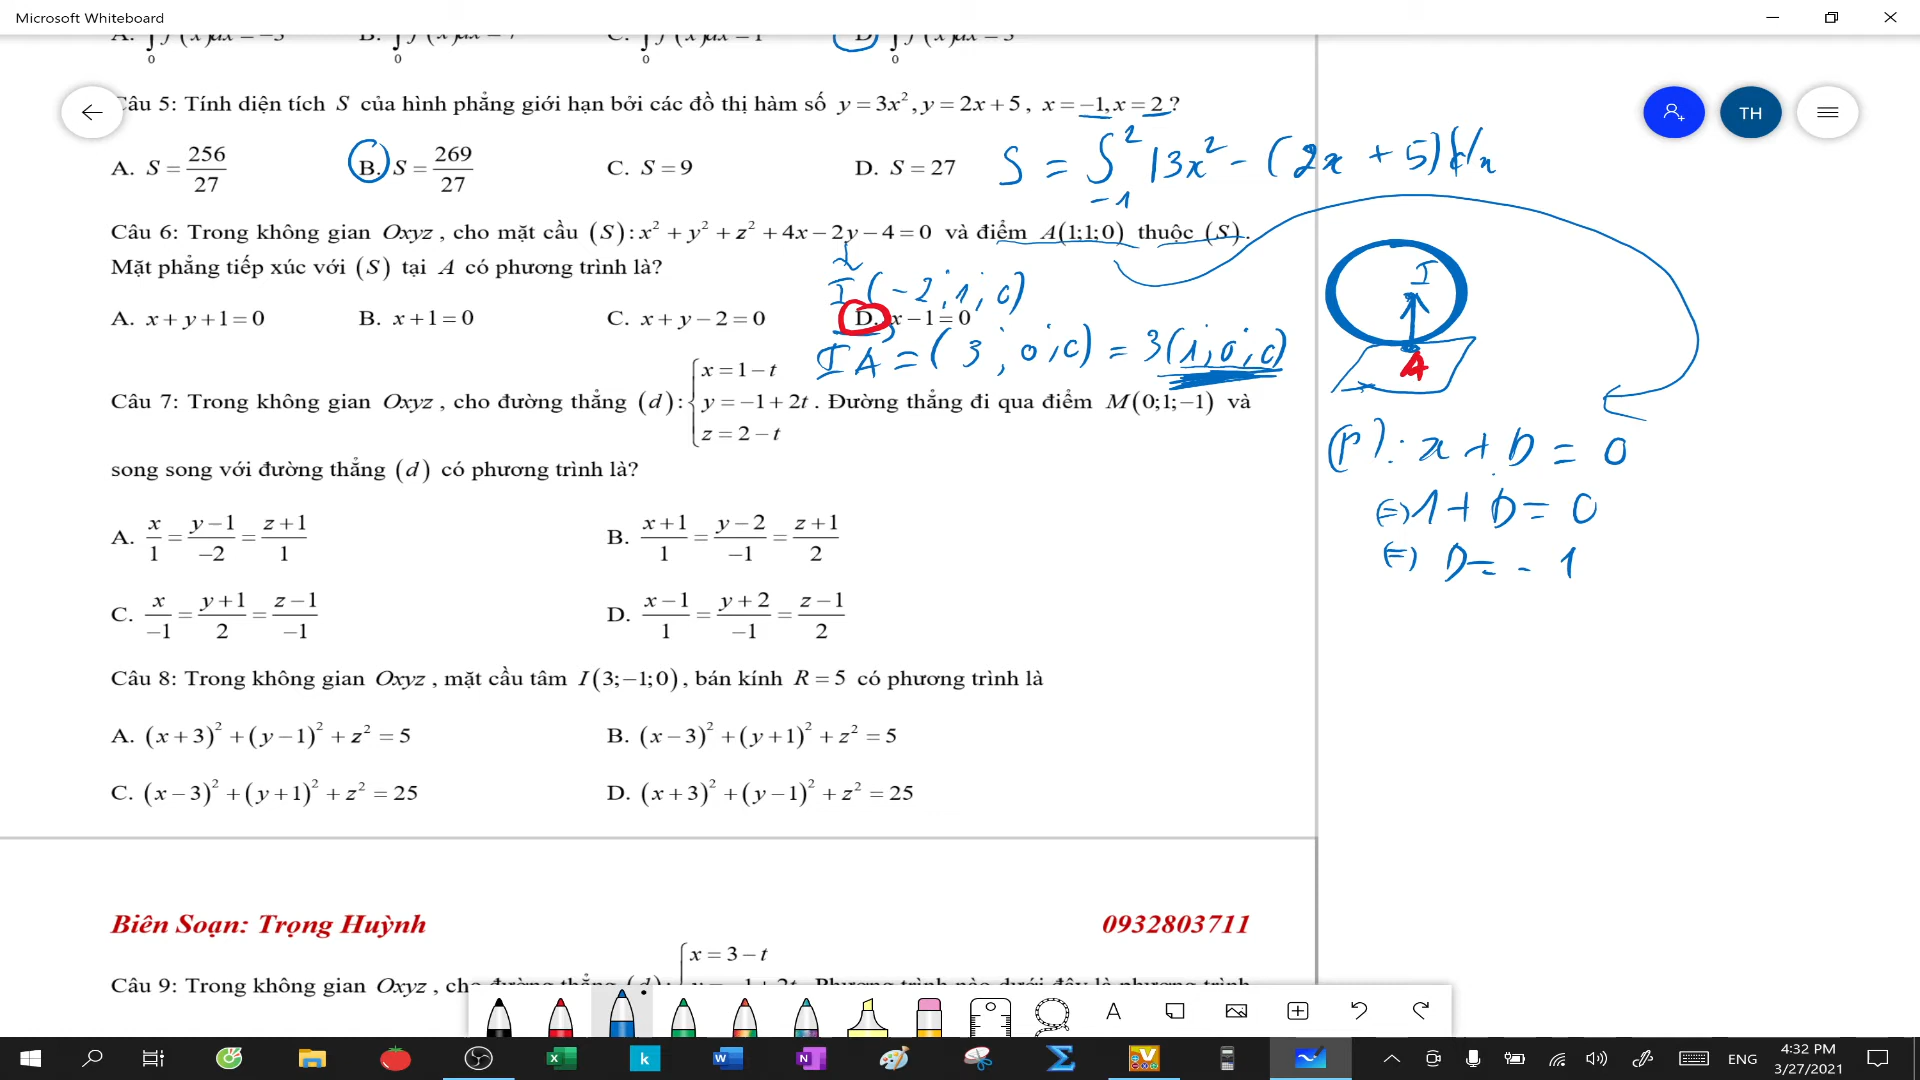 Microsoft Whiteboard
Câu 5: Tính diện tích S của hình phẳng giới hạn bởi các đồ thị hàm số y = 3x², y = 2x + 5, x = −1, x = 2 ?
A. S = 256/27 B. S = 269/27 C. S = 9 D. S = 27
S = ∫₋₁² |3x² − (2x + 5)| dx
Câu 6: Trong không gian Oxyz, cho mặt cầu (S): x² + y² + z² + 4x − 2y − 4 = 0 và điểm A(1;1;0) thuộc (S).
Mặt phẳng tiếp xúc với (S) tại A có phương trình là?
I(-2; 1; 0)
A. x + y + 1 = 0 B. x + 1 = 0 C. x + y − 2 = 0 D. x − 1 = 0
IA = (3; 0; 0) = 3(1; 0; 0)
I
A
(P): x + D = 0
⇔ 1 + D = 0
⇔ D = - 1
Câu 7: Trong không gian Oxyz, cho đường thẳng (d): { x = 1 − t; y = −1 + 2t; z = 2 − t. Đường thẳng đi qua điểm M(0;1;−1) và
song song với đường thẳng (d) có phương trình là?
A. x/1 = (y − 1)/−2 = (z + 1)/1 B. (x + 1)/1 = (y − 2)/−1 = (z + 1)/2
C. x/−1 = (y + 1)/2 = (z − 1)/−1 D. (x − 1)/1 = (y + 2)/−1 = (z − 1)/2
Câu 8: Trong không gian Oxyz, mặt cầu tâm I(3;−1;0), bán kính R = 5 có phương trình là
A. (x + 3)² + (y − 1)² + z² = 5 B. (x − 3)² + (y + 1)² + z² = 5
C. (x − 3)² + (y + 1)² + z² = 25 D. (x + 3)² + (y − 1)² + z² = 25
Biên Soạn: Trọng Huỳnh 0932803711
Câu 9: Trong không gian Oxyz, cho đường thẳng (d): { x = 3 − t
TH
ENG
4:32 PM
3/27/2021